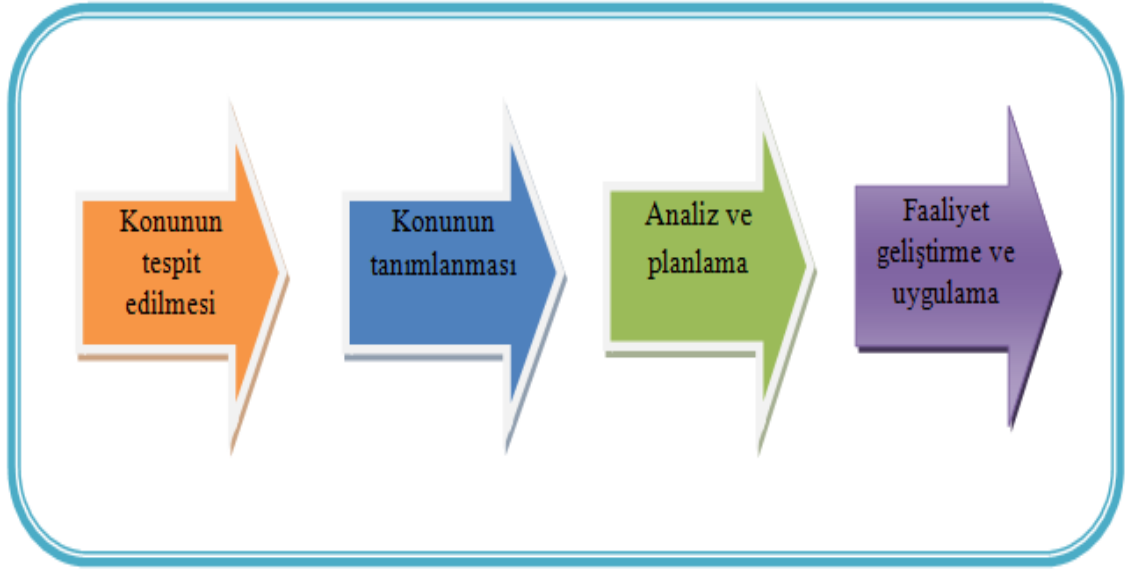 Konunun
tespit
edilmesi
Konunun
tanımlanması
Analiz ve
planlama
Faaliyet
geliştirme ve
uygulama